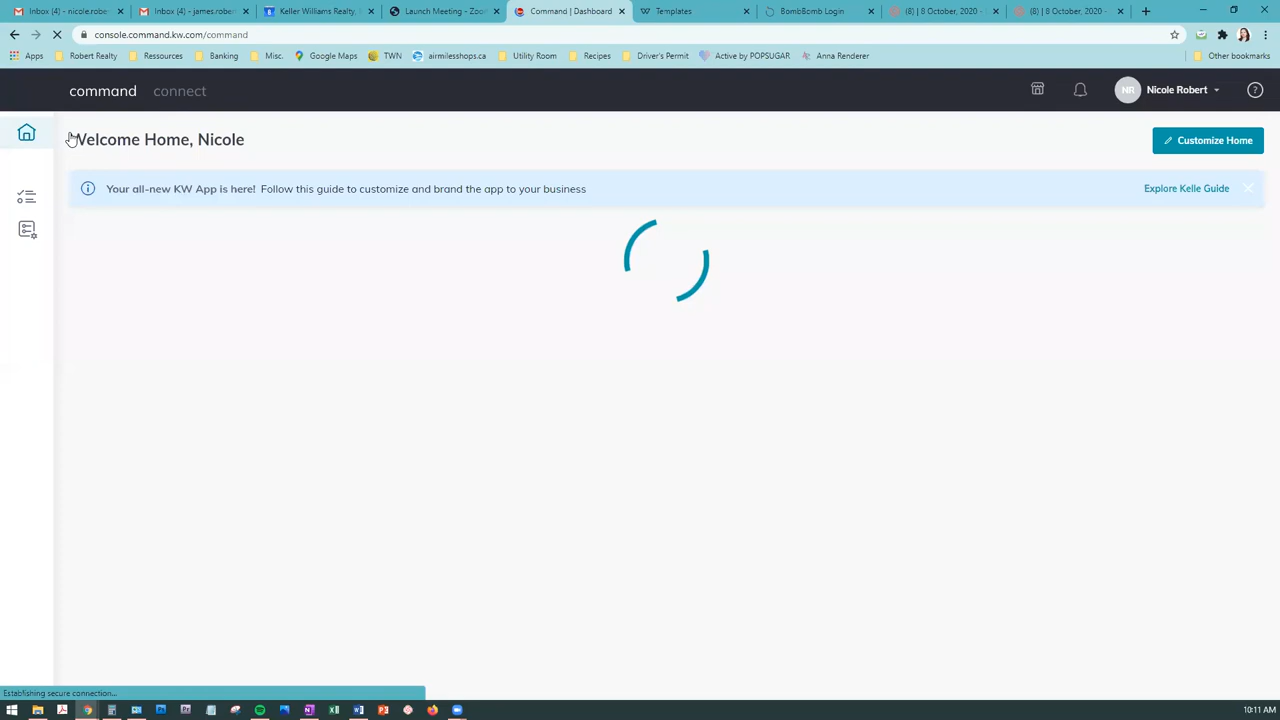 Inbox (4) - nicole.robe
Inbox (4) - james.rober
Keller Williams Realty,
Launch Meeting - Zoo
Command | Dashboard
Templates
BombBomb Login
(8) | 8 October, 2020 -
(8) | 8 October, 2020 -
console.command.kw.com/command
Apps
Robert Realty
Ressources
Banking
Misc.
Google Maps
TWN
airmilesshops.ca
Utility Room
Recipes
Driver's Permit
Active by POPSUGAR
Anna Renderer
Other bookmarks
command
connect
NR
Nicole Robert
Welcome Home, Nicole
Customize Home
Your all-new KW App is here! Follow this guide to customize and brand the app to your business
Explore Kelle Guide
Establishing secure connection...
10:11 AM